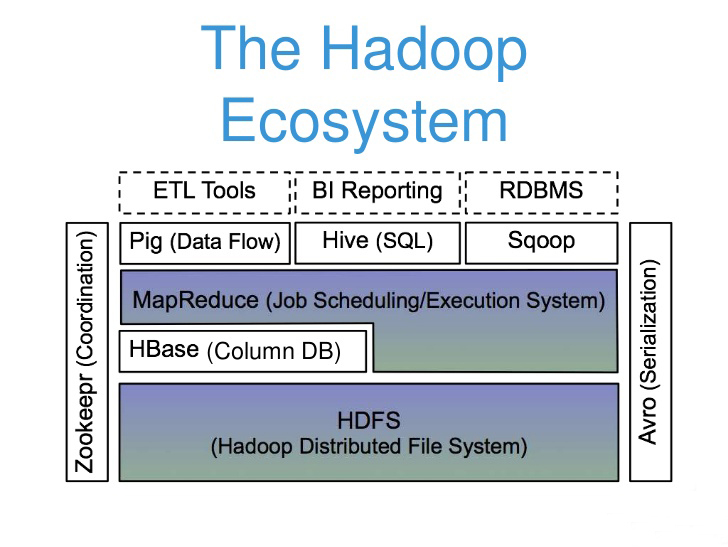 The Hadoop
Ecosystem
ETL Tools
BI Reporting
RDBMS
Zookeepr (Coordination)
Pig (Data Flow)
Hive (SQL)
Sqoop
Avro (Serialization)
MapReduce (Job Scheduling/Execution System)
HBase (Column DB)
HDFS
(Hadoop Distributed File System)